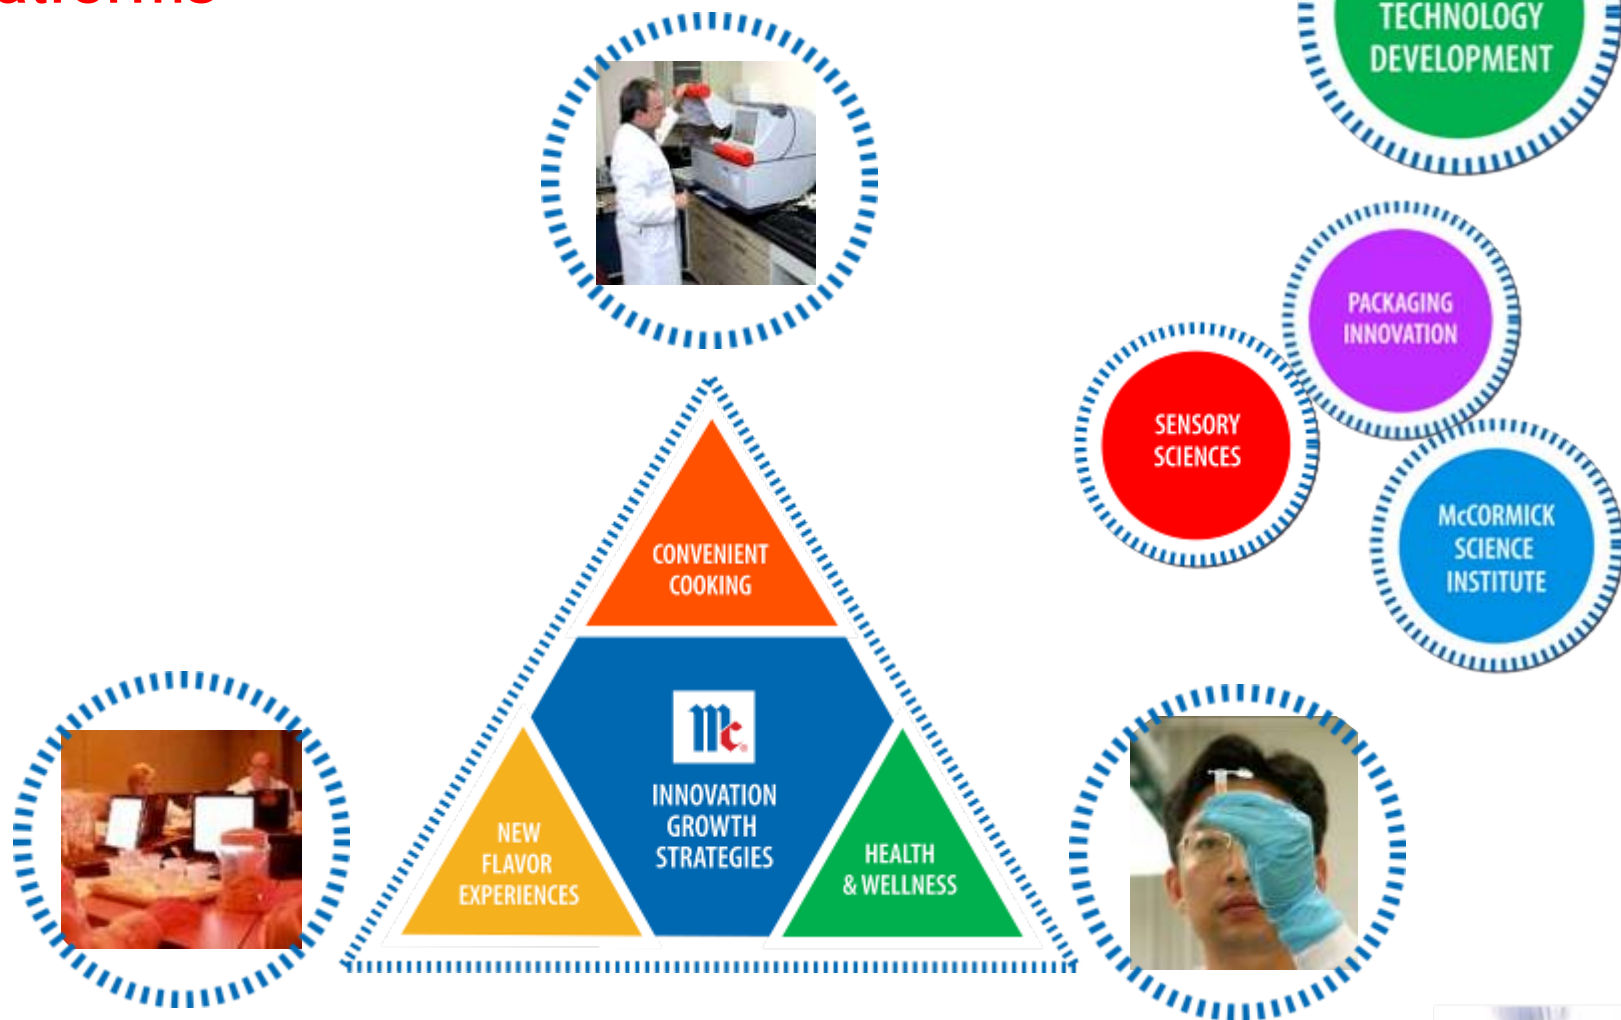 TECHNOLOGY
DEVELOPMENT
PACKAGING
INNOVATION
SENSORY
SCIENCES
McCORMICK
SCIENCE
INSTITUTE
CONVENIENT
COOKING
Mc
INNOVATION
GROWTH
STRATEGIES
NEW
FLAVOR
EXPERIENCES
HEALTH
& WELLNESS